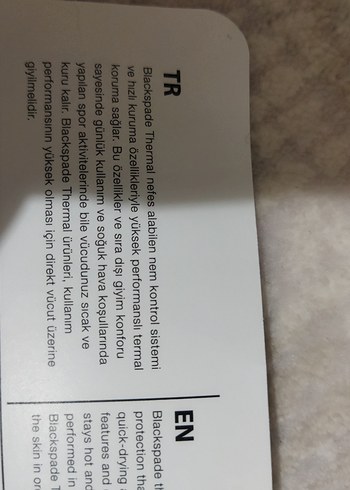 TR
Blackspade Thermal nefes alabilen nem kontrol sistemi
ve hızlı kuruma özellikleriyle yüksek performanslı termal
koruma sağlar. Bu özellikler ve sıra dışı giyim konforu
sayesinde günlük kullanım ve soğuk hava koşullarında
yapılan spor aktivitelerinde bile vücudunuz sıcak ve
kuru kalır. Blackspade Thermal ürünleri, kullanım
performansının yüksek olması için direkt vücut üzerine
giyilmelidir.
EN
Blackspade
protection
quick-drying
features and
stays hot and
performed in
Blackspade
the skin in